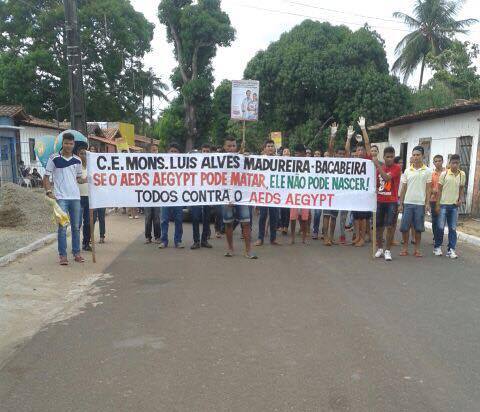 C.E. MONS. LUIS ALVES MADUREIRA-BACABEIRA
SE O AEDS AEGYPT PODE MATAR, ELE NÃO PODE NASCER!
TODOS CONTRA O AEDS AEGYPT